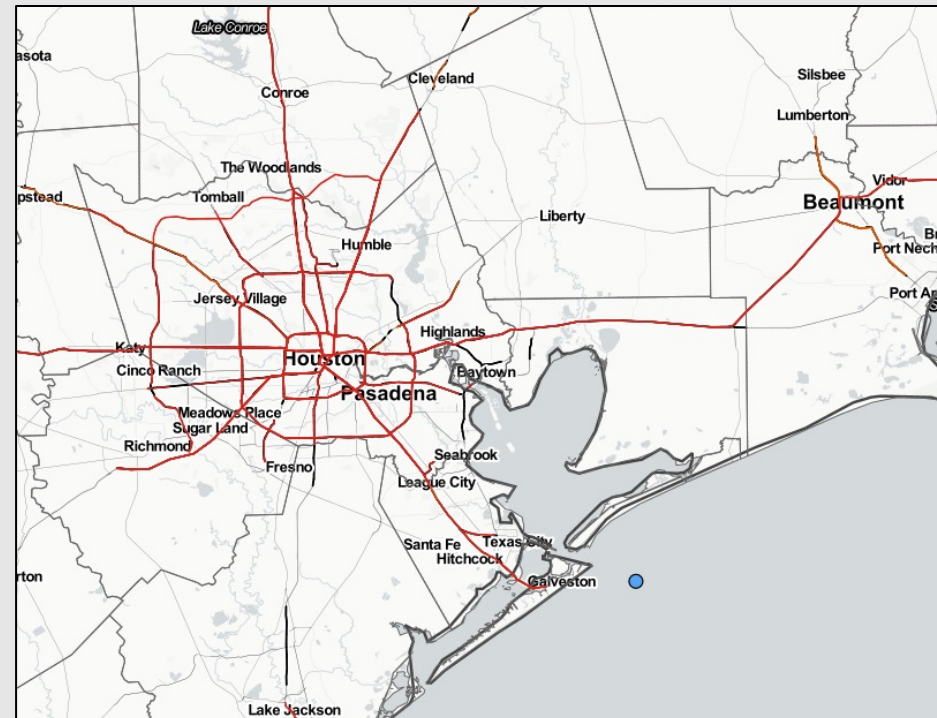 Lake Conroe
asota
Cleveland
Silsbee
Conroe
Lumberton
The Woodlands
Vidor
pstead
Tomball
Beaumont
Liberty
Humble
Port Nech
Jersey Village
Port Ar
Highlands
Katy
Houston
Cinco Ranch
Baytown
Pasadena
Meadows Place
Sugar Land
Richmond
Seabrook
Fresno
League City
Santa Fe
Texas City
Hitchcock
rton
Galveston
Lake Jackson